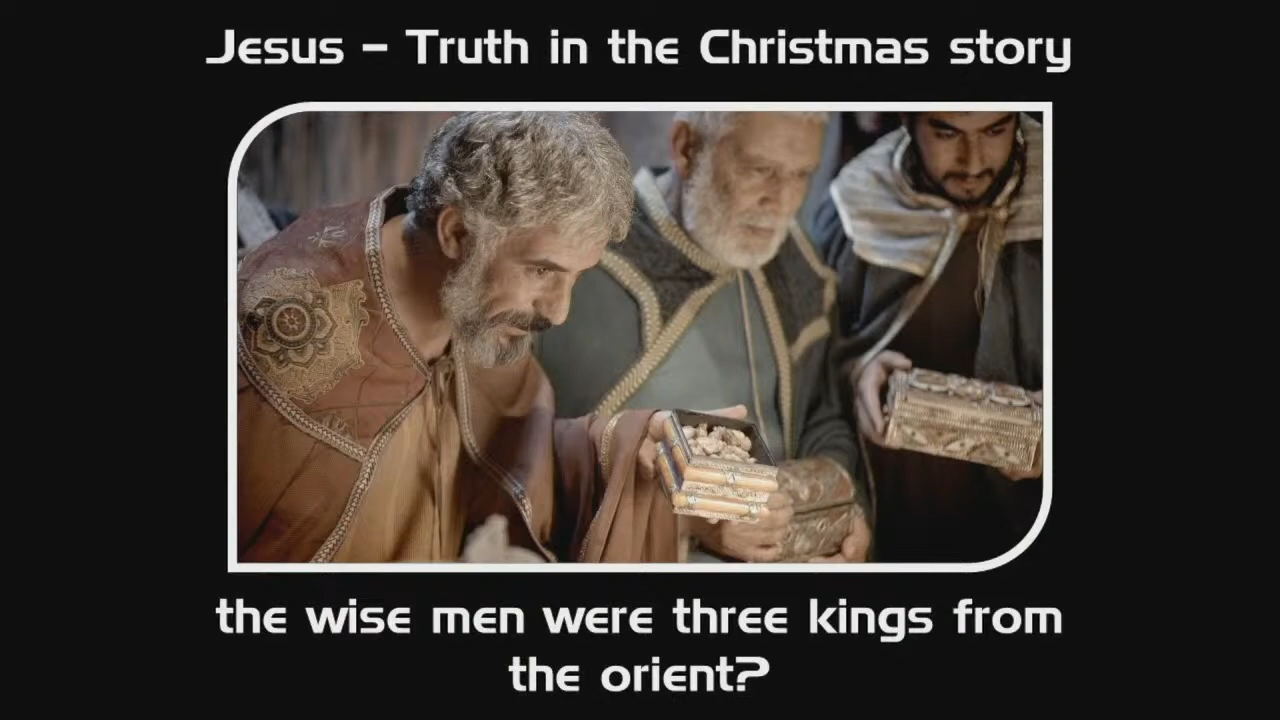 Jesus – Truth in the Christmas story
the wise men were three kings from
the orient?